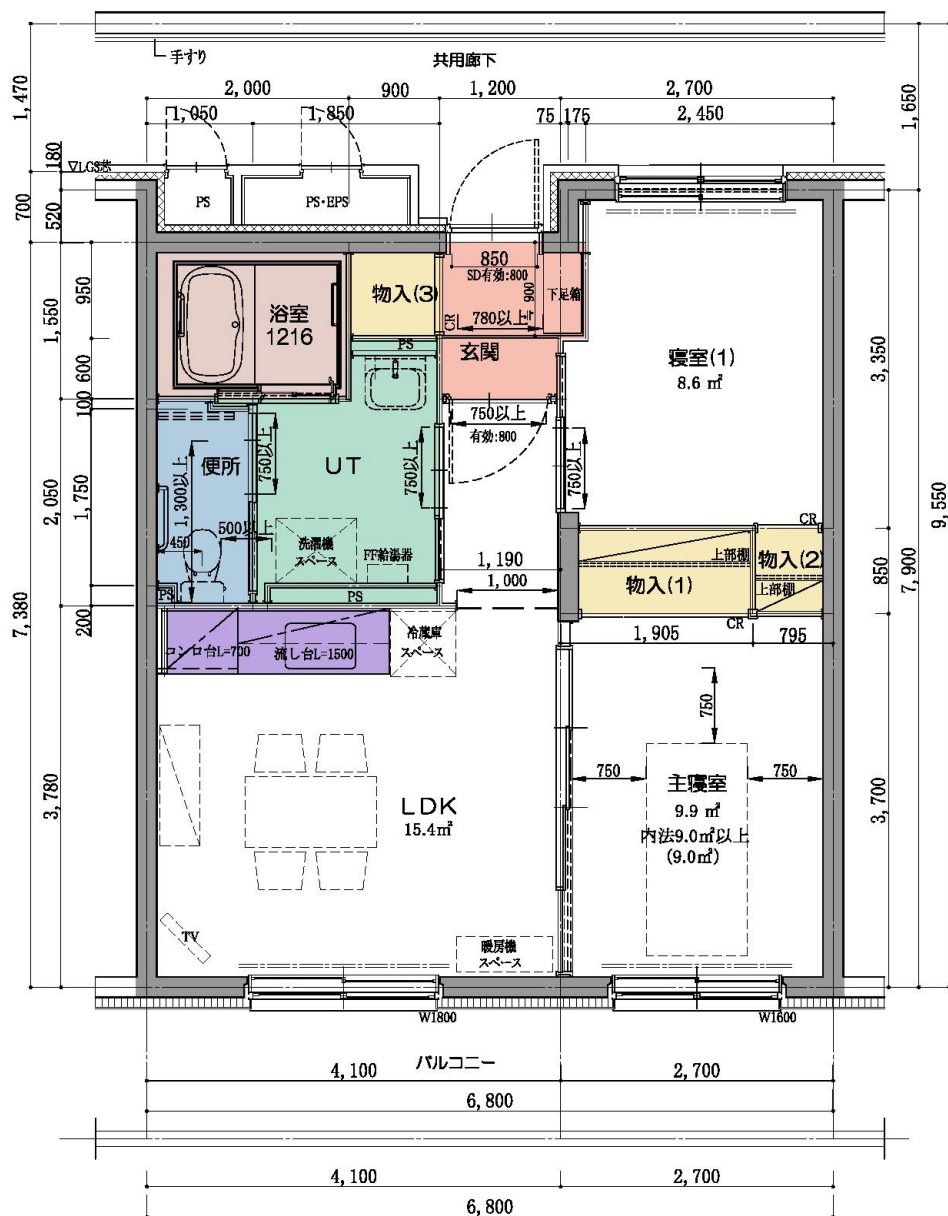 手すり
共用廊下
2,000
900
1,200
2,700
1,050
1,850
75
175
2,450
1,470
1,650
180
▽LGS芯
700
520
PS
PS・EPS
850
SD有効:800
900
下足箱
950
物入(3)
CR
780以上
浴室
1216
1,550
PS
玄関
寝室(1)
8.6 ㎡
3,350
600
100
750以上
有効:800
便所
UT
750以上
750以上
750以上
1,300以上
2,050
1,750
9,550
500以上
450
洗濯機
スペース
FF給湯器
CR
上部棚
物入(2)
1,190
物入(1)
上部棚
850
7,900
1,000
PS
PS
7,380
200
コンロ台L=700
流し台L=1500
冷蔵庫
スペース
CR
1,905
795
750
750
750
主寝室
9.9 ㎡
内法9.0㎡以上
(9.0㎡)
3,780
LDK
15.4㎡
3,700
TV
暖房機
スペース
W1800
W1600
バルコニー
4,100
2,700
6,800
4,100
2,700
6,800